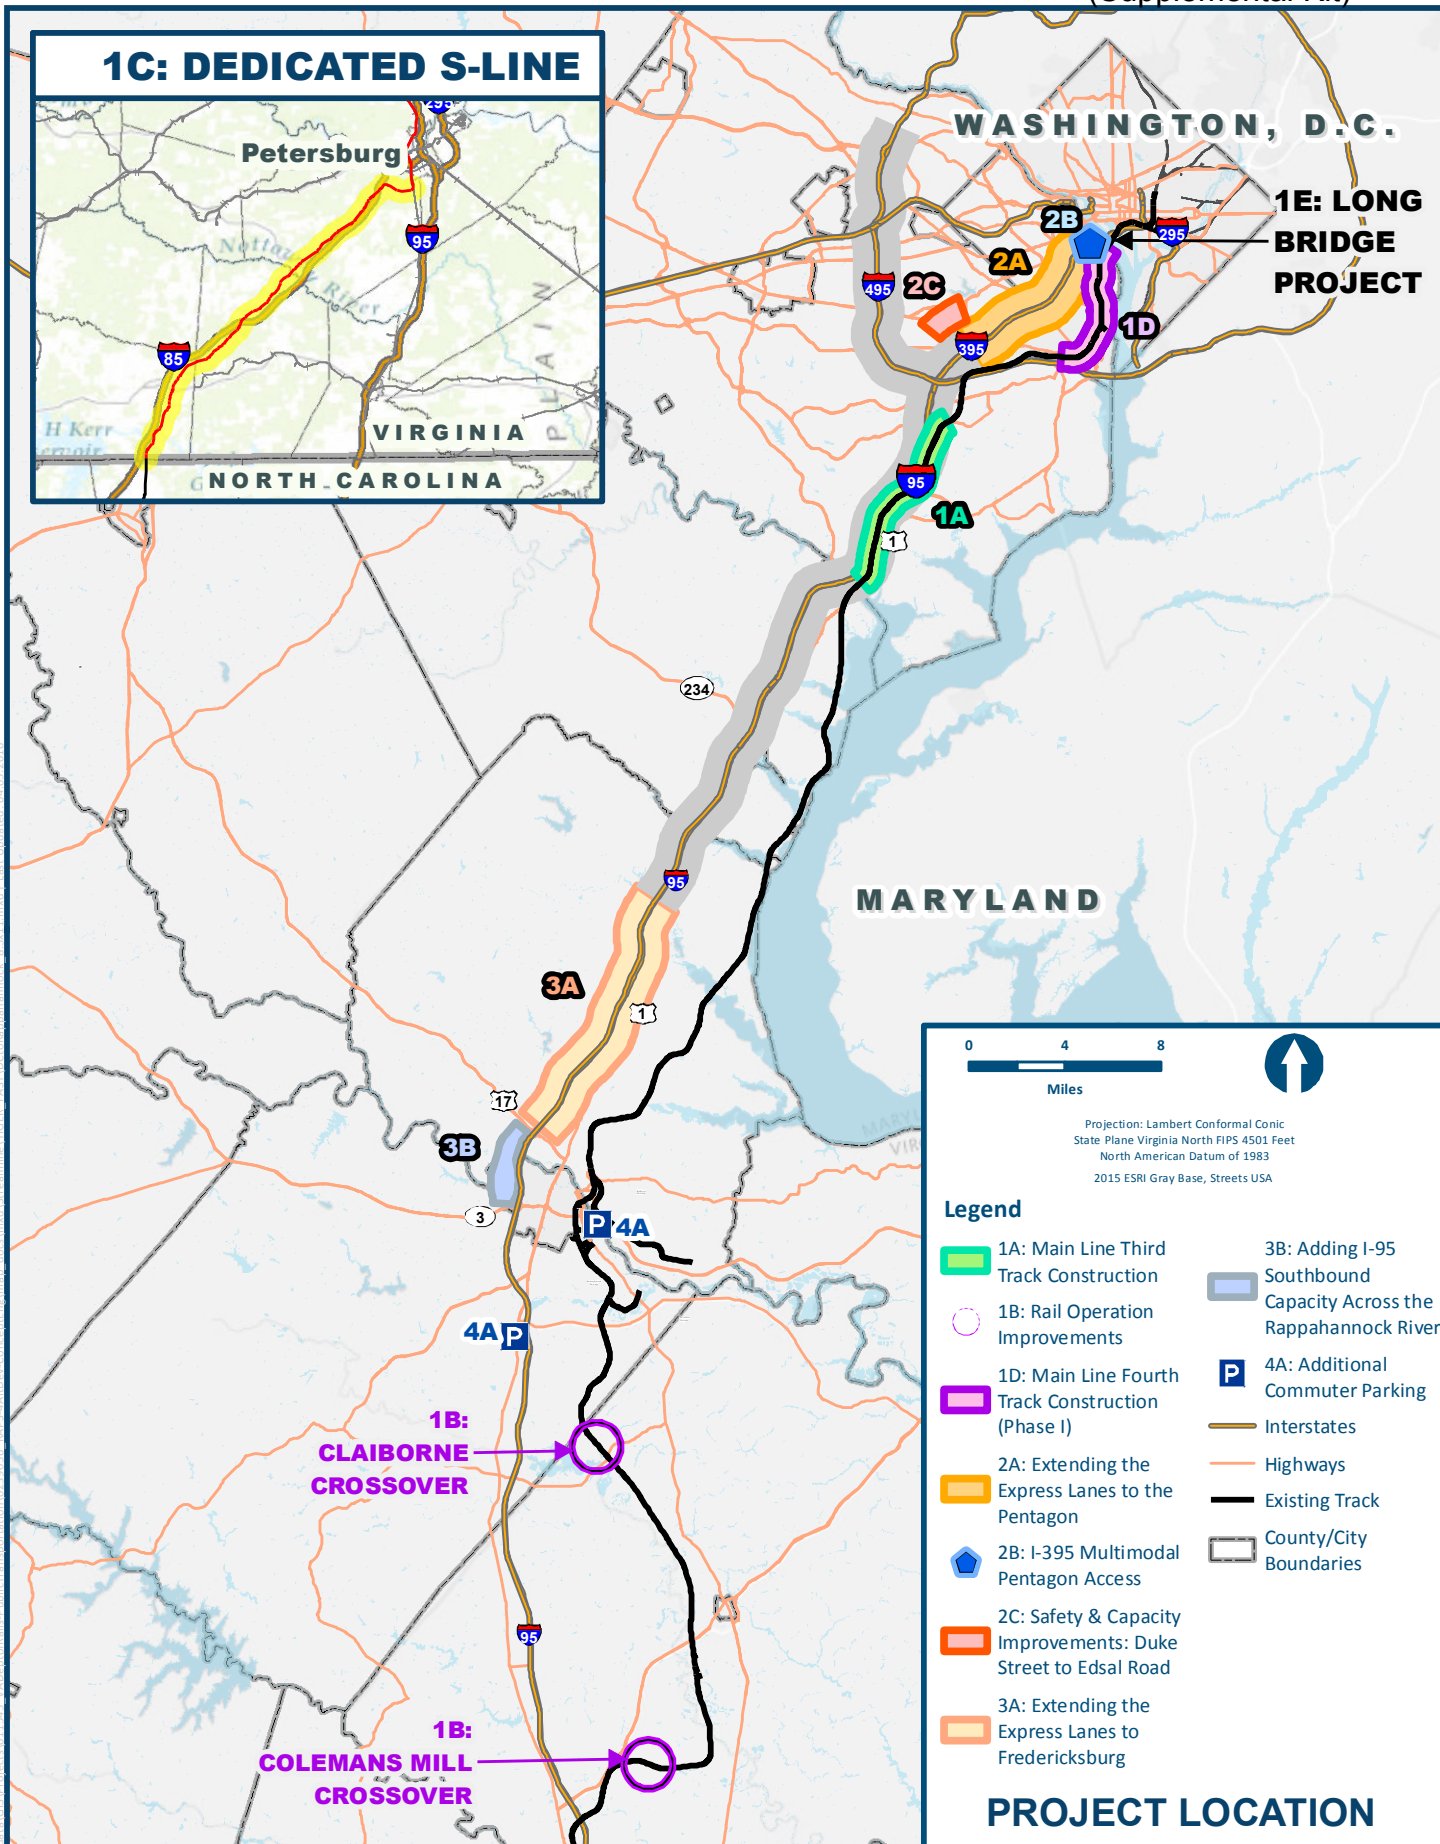 (Supplemental Kit)
1C: DEDICATED S-LINE
295
Petersburg
95
85
VIRGINIA
NORTH CAROLINA
WASHINGTON, D.C.
1E: LONG
BRIDGE
PROJECT
2B
295
2A
495
2C
1D
395
95
1A
1
234
95
MARYLAND
3A
1
17
3B
3
P
4A
4A
P
1B:
CLAIBORNE
CROSSOVER
95
1B:
COLEMANS MILL
CROSSOVER
0 4 8
Miles
Projection: Lambert Conformal Conic
State Plane Virginia North FIPS 4501 Feet
North American Datum of 1983
2015 ESRI Gray Base, Streets USA
Legend
1A: Main Line Third
Track Construction
1B: Rail Operation
Improvements
1D: Main Line Fourth
Track Construction
(Phase I)
2A: Extending the
Express Lanes to the
Pentagon
2B: I-395 Multimodal
Pentagon Access
2C: Safety & Capacity
Improvements: Duke
Street to Edsal Road
3A: Extending the
Express Lanes to
Fredericksburg
3B: Adding I-95
Southbound
Capacity Across the
Rappahannock River
P
4A: Additional
Commuter Parking
Interstates
Highways
Existing Track
County/City
Boundaries
PROJECT LOCATION